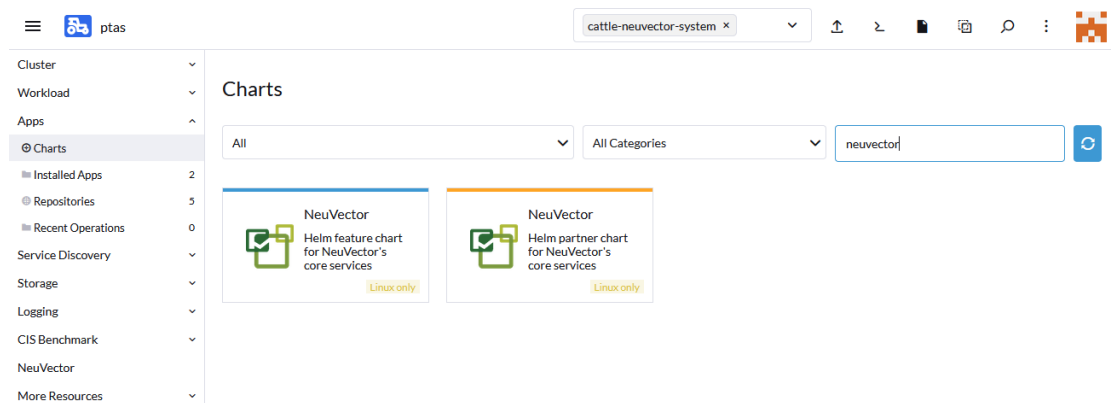 ptas
cattle-neuvector-system ×
Cluster
Workload
Apps
Charts
Installed Apps 2
Repositories 5
Recent Operations 0
Service Discovery
Storage
Logging
CIS Benchmark
NeuVector
More Resources
Charts
All
All Categories
neuvector
NeuVector
Helm feature chart
for NeuVector's
core services
Linux only
NeuVector
Helm partner chart
for NeuVector's
core services
Linux only